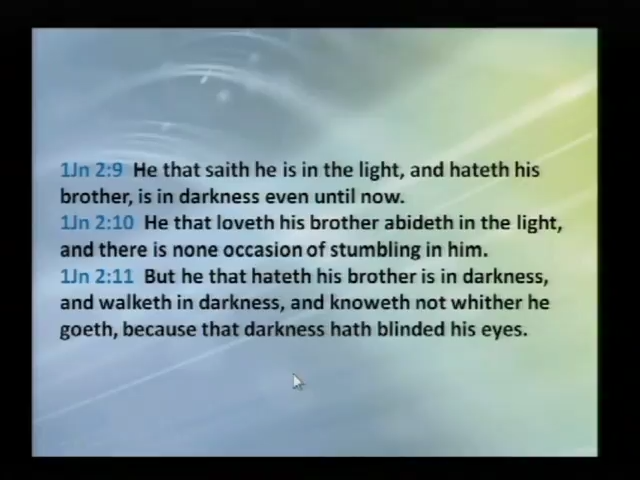 1Jn 2:9 He that saith he is in the light, and hateth his
brother, is in darkness even until now.
1Jn 2:10 He that loveth his brother abideth in the light,
and there is none occasion of stumbling in him.
1Jn 2:11 But he that hateth his brother is in darkness,
and walketh in darkness, and knoweth not whither he
goeth, because that darkness hath blinded his eyes.